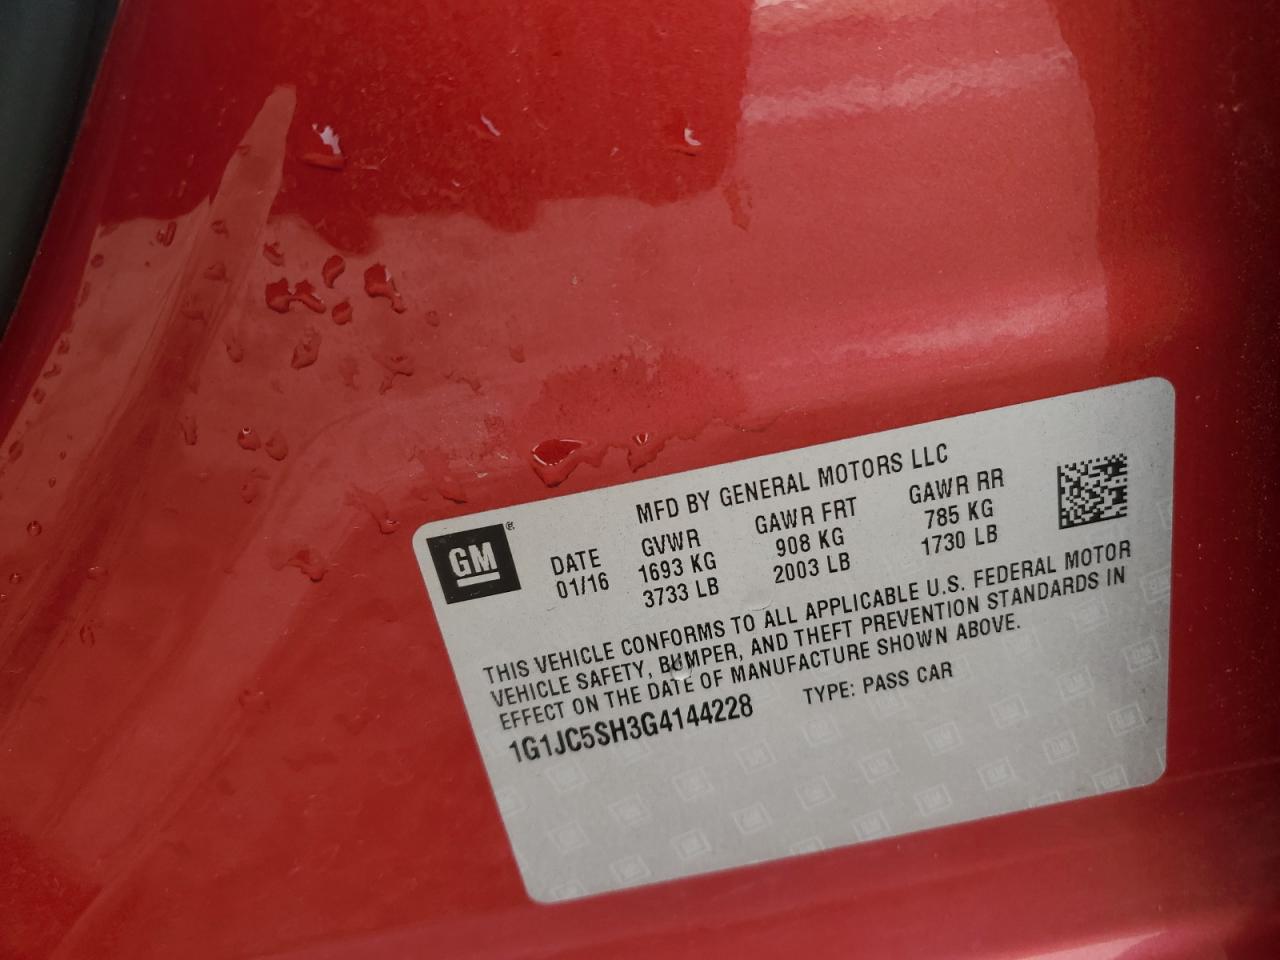 MFD BY GENERAL MOTORS LLC
GM®
DATE GVWR GAWR FRT GAWR RR
01/16 1693 KG 908 KG 785 KG
3733 LB 2003 LB 1730 LB
THIS VEHICLE CONFORMS TO ALL APPLICABLE U.S. FEDERAL MOTOR
VEHICLE SAFETY, BUMPER, AND THEFT PREVENTION STANDARDS IN
EFFECT ON THE DATE OF MANUFACTURE SHOWN ABOVE.
1G1JC5SH3G4144228 TYPE: PASS CAR